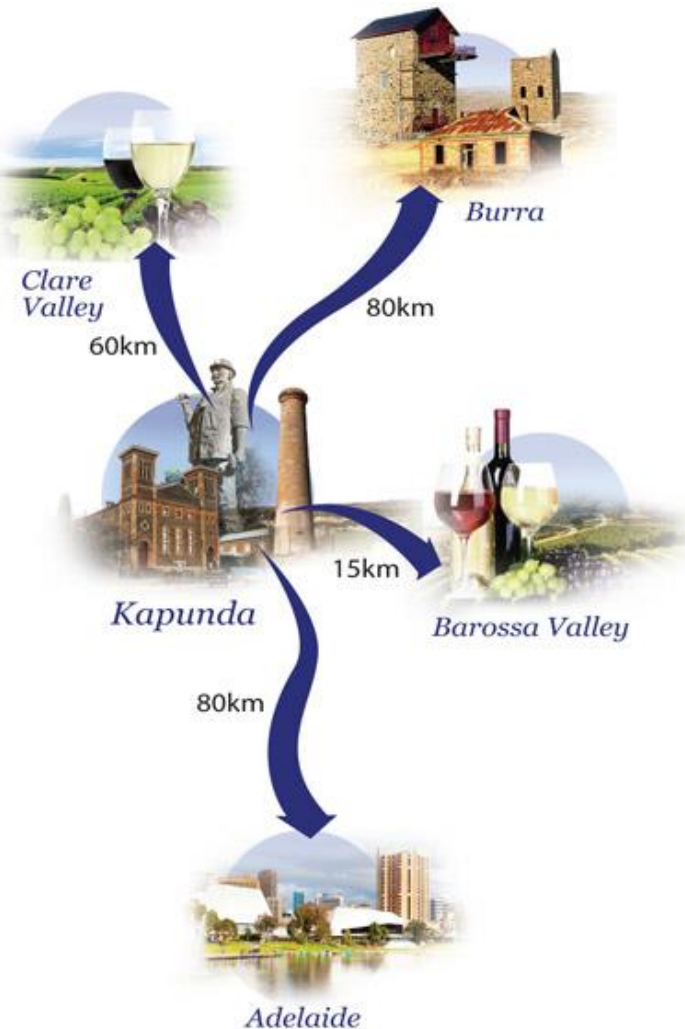 Burra
Clare
Valley
80km
60km
15km
Kapunda
Barossa Valley
80km
Adelaide